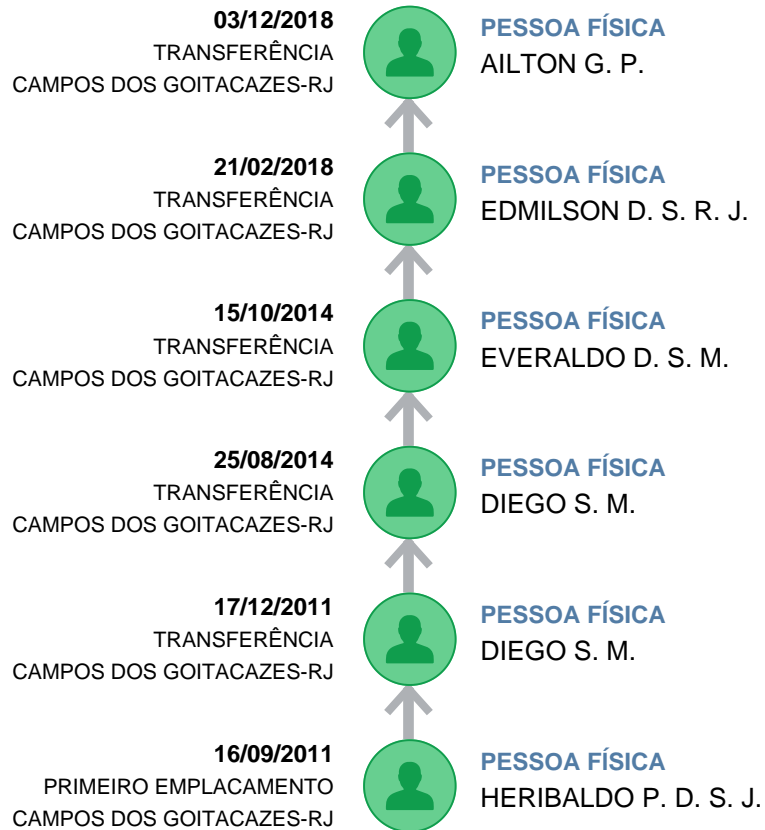 03/12/2018
TRANSFERÊNCIA
CAMPOS DOS GOITACAZES-RJ
PESSOA FÍSICA
AILTON G. P.
21/02/2018
TRANSFERÊNCIA
CAMPOS DOS GOITACAZES-RJ
PESSOA FÍSICA
EDMILSON D. S. R. J.
15/10/2014
TRANSFERÊNCIA
CAMPOS DOS GOITACAZES-RJ
PESSOA FÍSICA
EVERALDO D. S. M.
25/08/2014
TRANSFERÊNCIA
CAMPOS DOS GOITACAZES-RJ
PESSOA FÍSICA
DIEGO S. M.
17/12/2011
TRANSFERÊNCIA
CAMPOS DOS GOITACAZES-RJ
PESSOA FÍSICA
DIEGO S. M.
16/09/2011
PRIMEIRO EMPLACAMENTO
CAMPOS DOS GOITACAZES-RJ
PESSOA FÍSICA
HERIBALDO P. D. S. J.